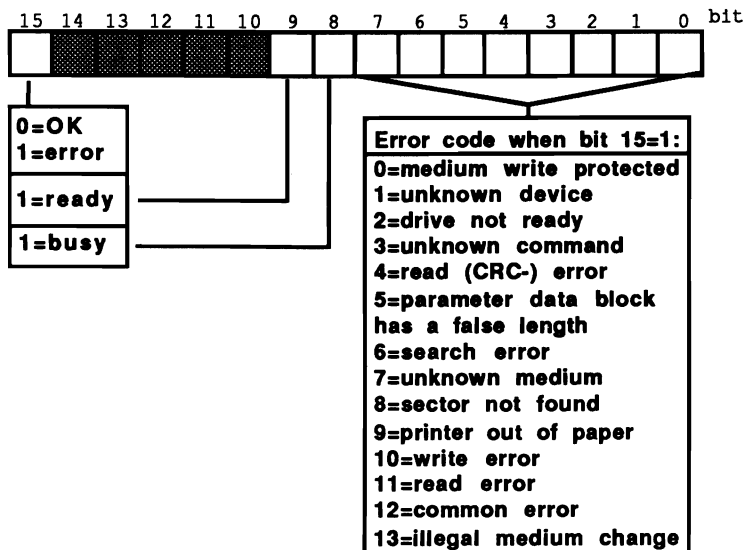 15 14 13 12 11 10 9 8 7 6 5 4 3 2 1 0 bit
0=OK
1=error
1=ready
1=busy
Error code when bit 15=1:
0=medium write protected
1=unknown device
2=drive not ready
3=unknown command
4=read (CRC-) error
5=parameter data block
has a false length
6=search error
7=unknown medium
8=sector not found
9=printer out of paper
10=write error
11=read error
12=common error
13=illegal medium change